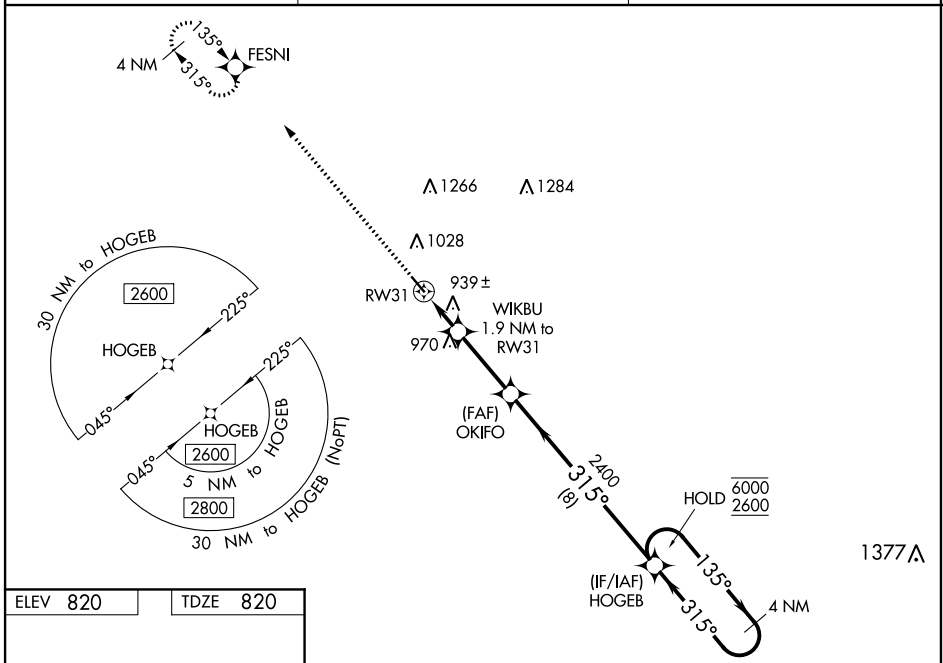 135°
FESNI
4 NM
315°
1266
1284
1028
30 NM to HOGEB
2600
225°
HOGEB
045°
RW31
939 ±
WIKBU
1.9 NM to
RW31
970
225°
HOGEB
045°
2600
5 NM to HOGEB
2800
30 NM to HOGEB (NoPT)
(FAF)
OKIFO
2400
315°
(8)
HOLD
6000
2600
1377
135°
(IF/IAF)
HOGEB
315°
4 NM
ELEV 820
TDZE 820